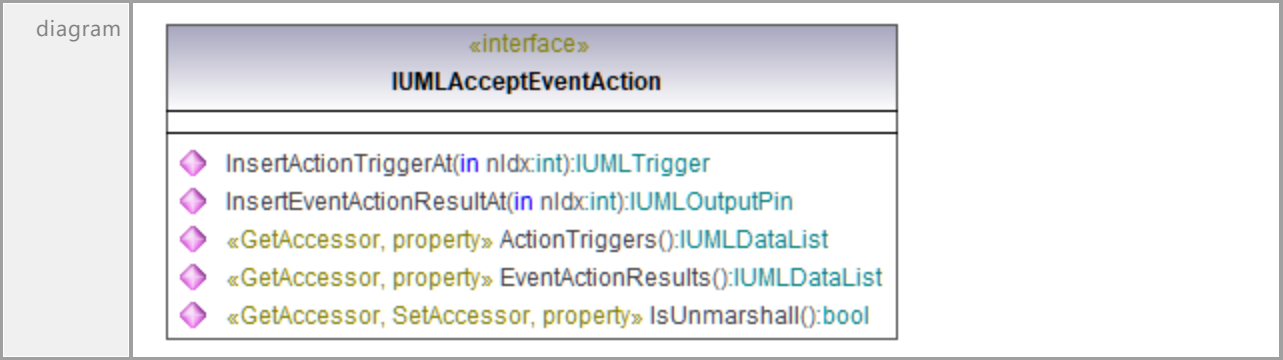 diagram
«interface»
IUMLAcceptEventAction
InsertActionTriggerAt(in nIdx:int):IUMLTrigger
InsertEventActionResultAt(in nIdx:int):IUMLOutputPin
«GetAccessor, property» ActionTriggers():IUMLDataList
«GetAccessor, property» EventActionResults():IUMLDataList
«GetAccessor, SetAccessor, property» IsUnmarshall():bool